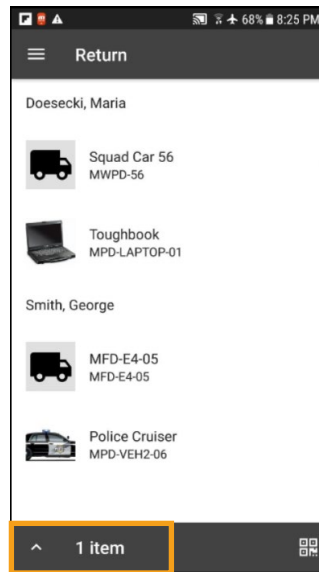 68% 8:25 PM
Return
Doesecki, Maria
Squad Car 56
MWPD-56
Toughbook
MPD-LAPTOP-01
Smith, George
MFD-E4-05
MFD-E4-05
Police Cruiser
MPD-VEH2-06
1 item